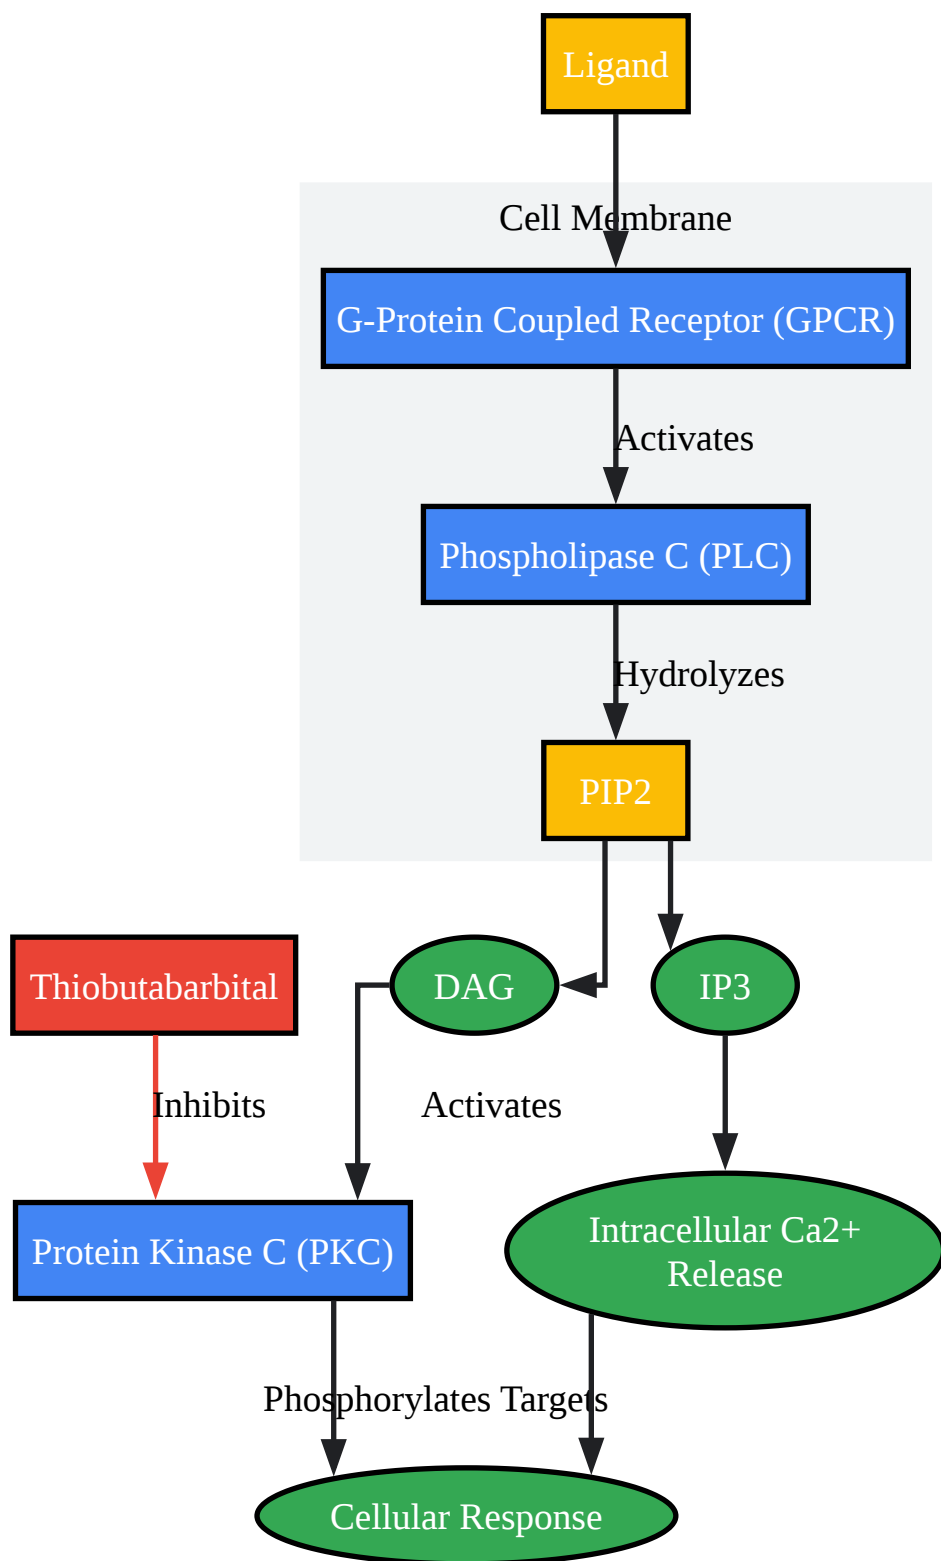 Ligand
Cell Membrane
G-Protein Coupled Receptor (GPCR)
Activates
Phospholipase C (PLC)
Hydrolyzes
PIP2
Thiobutabarbital
DAG
IP3
Inhibits
Activates
Protein Kinase C (PKC)
Intracellular Ca2+
Release
Phosphorylates Targets
Cellular Response